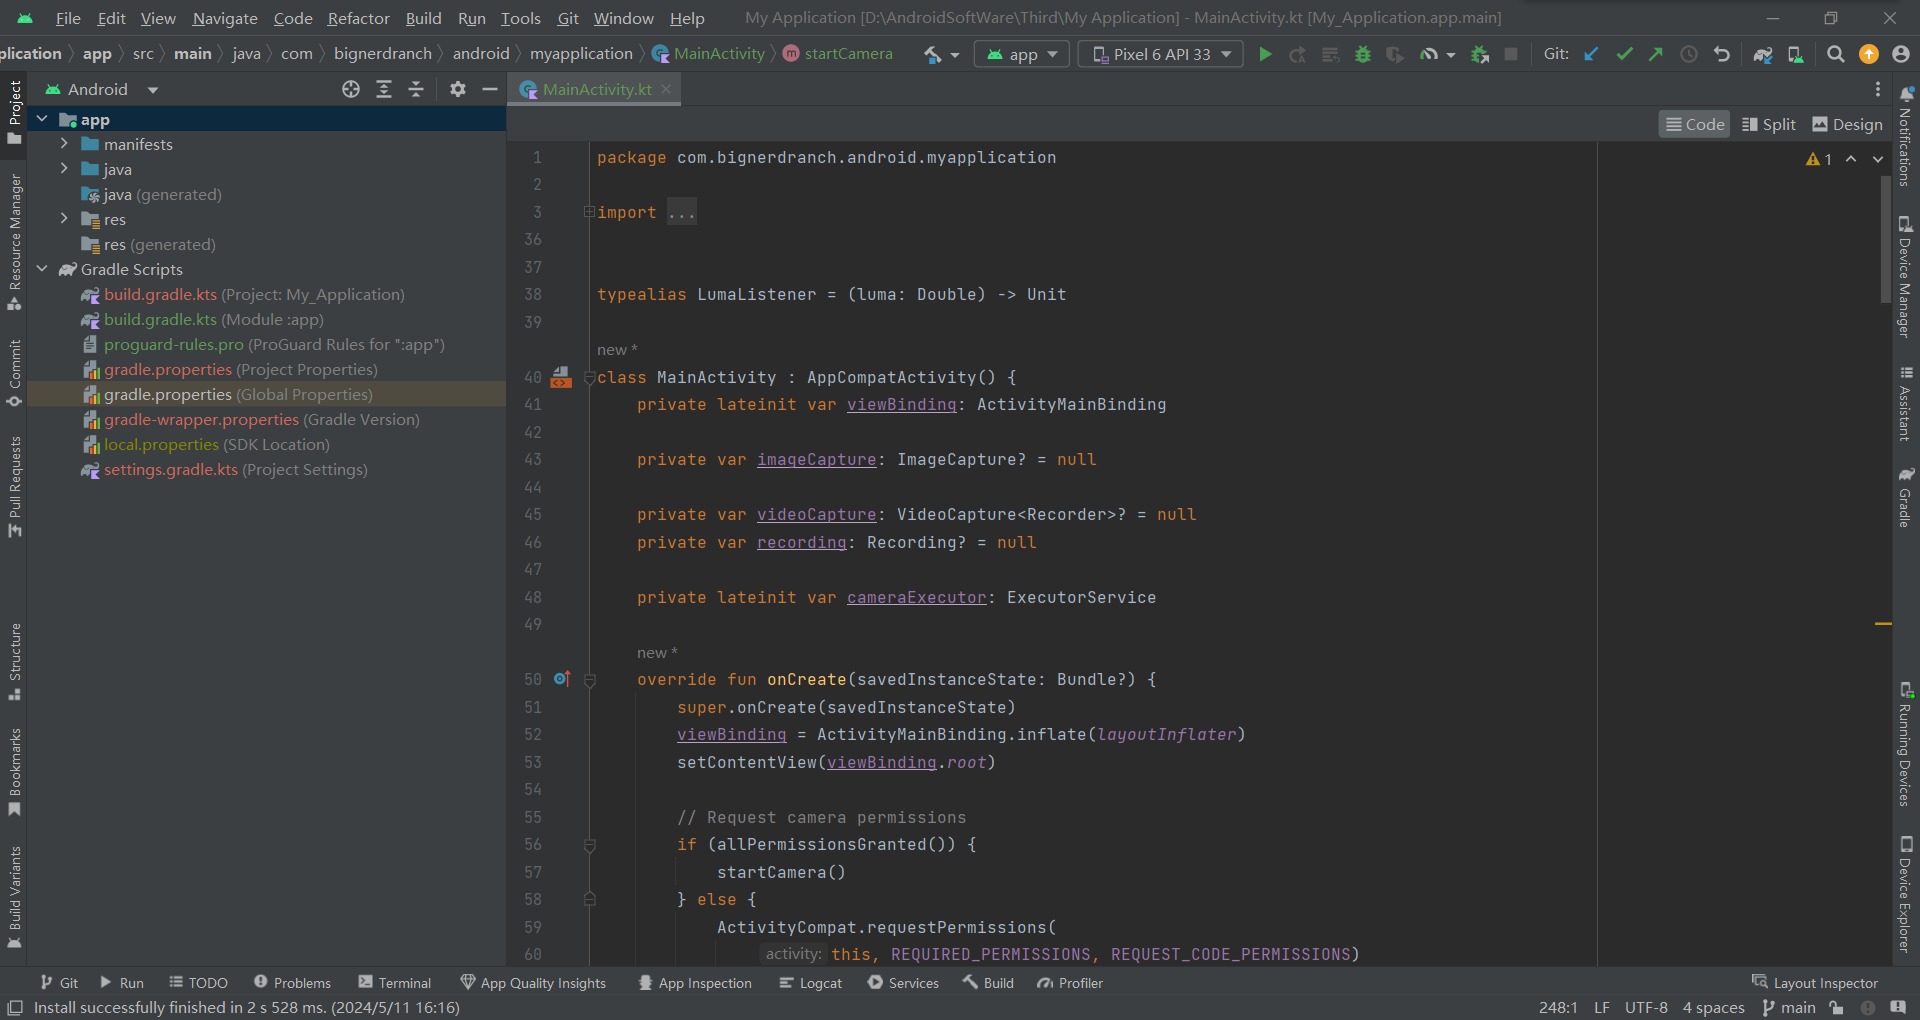 File Edit View Navigate Code Refactor Build Run Tools Git Window Help My Application [D:\AndroidSoftWare\Third\My Application] - MainActivity.kt [My_Application.app.main]
plication app src main java com bignerdranch android myapplication MainActivity startCamera app Pixel 6 API 33 Git:
Project
Resource Manager
Commit
Pull Requests
Structure
Bookmarks
Build Variants
Android
app
manifests
java
java (generated)
res
res (generated)
Gradle Scripts
build.gradle.kts (Project: My_Application)
build.gradle.kts (Module :app)
proguard-rules.pro (ProGuard Rules for ":app")
gradle.properties (Project Properties)
gradle.properties (Global Properties)
gradle-wrapper.properties (Gradle Version)
local.properties (SDK Location)
settings.gradle.kts (Project Settings)
MainActivity.kt
Code Split Design
1
1 package com.bignerdranch.android.myapplication
2
3 import ...
36
37
38 typealias LumaListener = (luma: Double) -> Unit
39
new *
40 class MainActivity : AppCompatActivity() {
41 private lateinit var viewBinding: ActivityMainBinding
42
43 private var imageCapture: ImageCapture? = null
44
45 private var videoCapture: VideoCapture<Recorder>? = null
46 private var recording: Recording? = null
47
48 private lateinit var cameraExecutor: ExecutorService
49
new *
50 override fun onCreate(savedInstanceState: Bundle?) {
51 super.onCreate(savedInstanceState)
52 viewBinding = ActivityMainBinding.inflate(layoutInflater)
53 setContentView(viewBinding.root)
54
55 // Request camera permissions
56 if (allPermissionsGranted()) {
57 startCamera()
58 } else {
59 ActivityCompat.requestPermissions(
60 activity: this, REQUIRED_PERMISSIONS, REQUEST_CODE_PERMISSIONS)
Notifications
Device Manager
Assistant
Gradle
Running Devices
Device Explorer
Git Run TODO Problems Terminal App Quality Insights App Inspection Logcat Services Build Profiler Layout Inspector
Install successfully finished in 2 s 528 ms. (2024/5/11 16:16) 248:1 LF UTF-8 4 spaces main